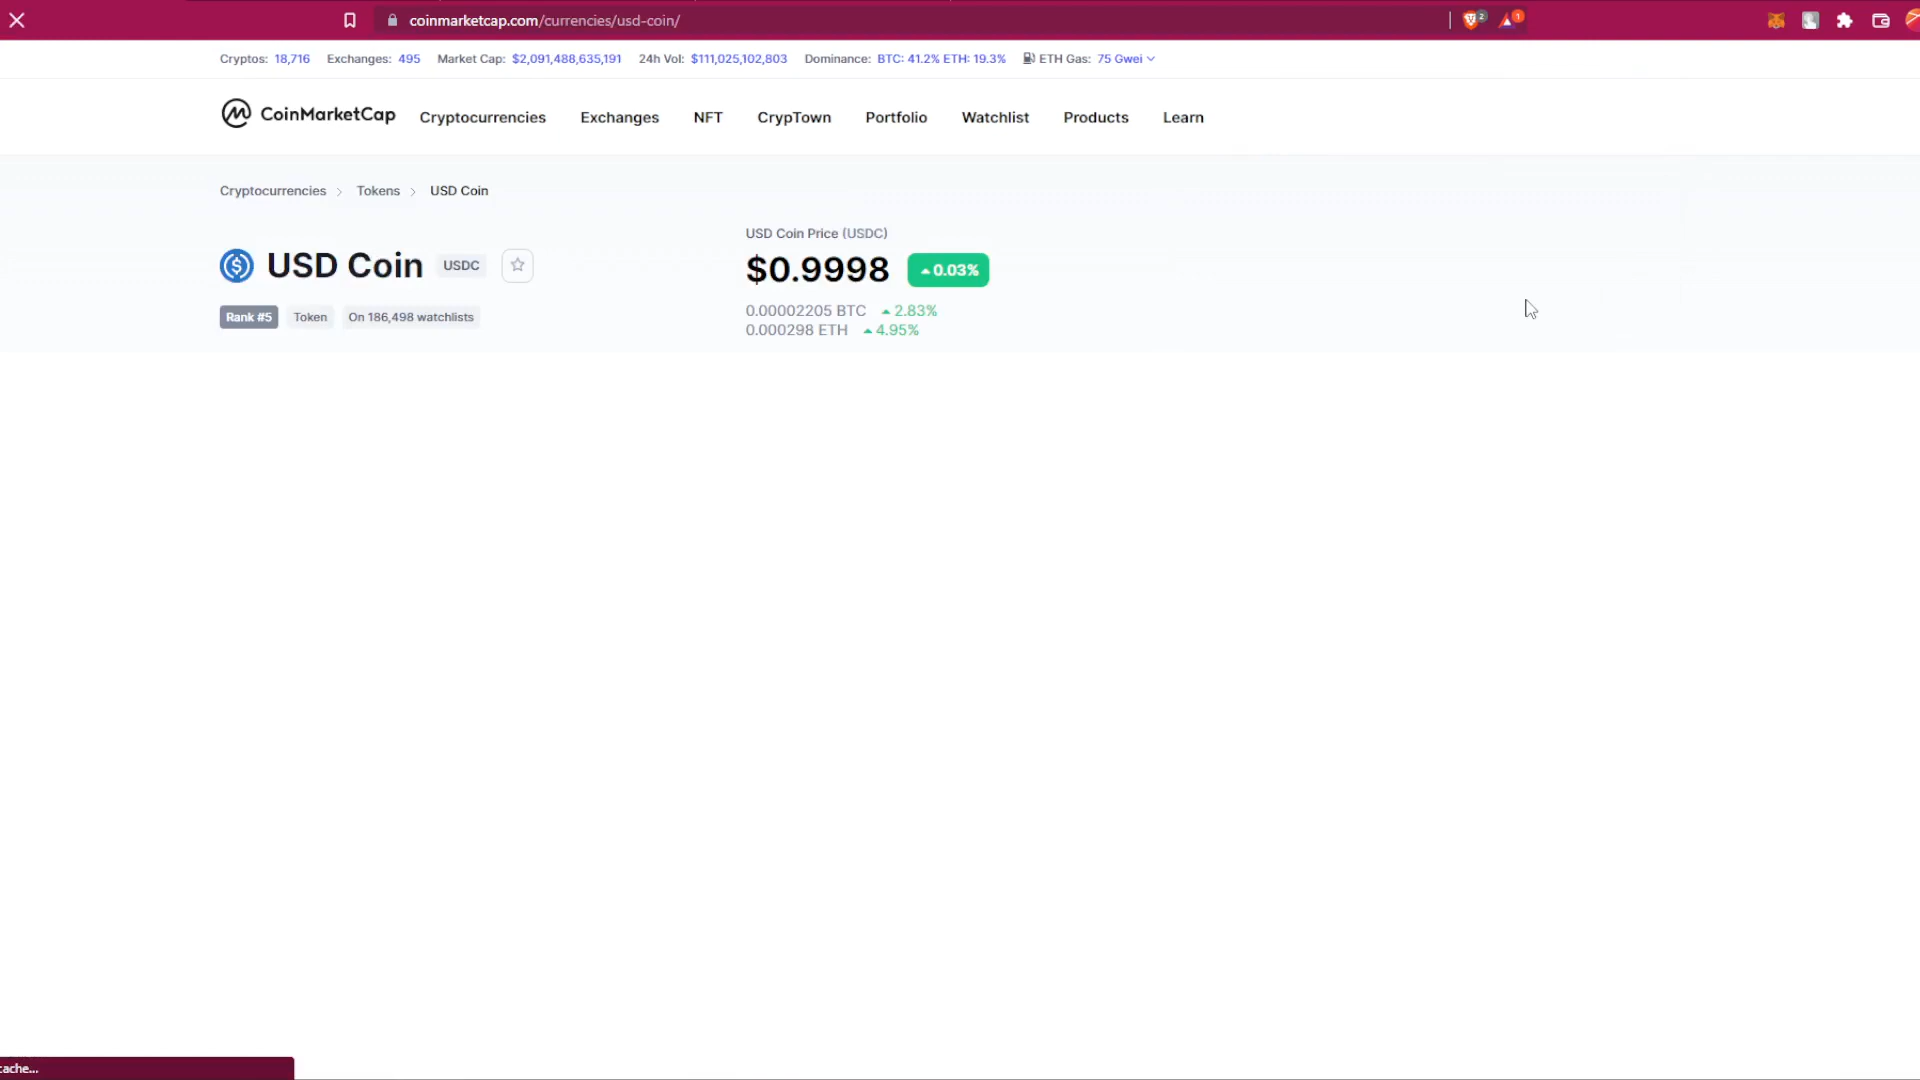 coinmarketcap.com/currencies/usd-coin/
2
1
Cryptos: 18,716 Exchanges: 495 Market Cap: $2,091,488,635,191 24h Vol: $111,025,102,803 Dominance: BTC: 41.2% ETH: 19.3% ETH Gas: 75 Gwei
CoinMarketCap Cryptocurrencies Exchanges NFT CrypTown Portfolio Watchlist Products Learn
Cryptocurrencies Tokens USD Coin
USD Coin USDC
Rank #5 Token On 186,498 watchlists
USD Coin Price (USDC)
$0.9998 0.03%
0.00002205 BTC 2.83%
0.000298 ETH 4.95%
cache...